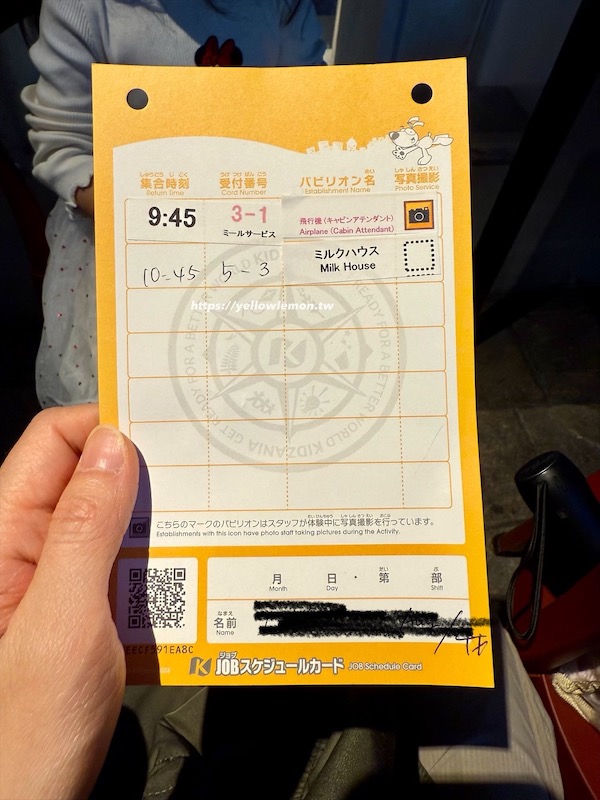 しゅうごう じこく うけつけ ばんごう めい しゃしん さつえい
集合時刻 受付番号 パビリオン名 写真撮影
Return Time Card Number Establishment Name Photo Service
9:45 3-1 飛行機(キャビンアテンダント)
ミールサービス Airplane (Cabin Attendant)
10:45 5-3 ミルクハウス
Milk House
https://yellowlemon.tw
GET READY FOR A BETTER WORLD KIDZANIA
こちらのマークのパビリオンはスタッフが体験中に写真撮影を行っています。
Establishments with this icon have photo staff taking pictures during the Activity.
月 日・第 部
Month Day Shift
なまえ
名前
Name
EECF591EA8C
ジョブ
JOBスケジュールカード JOB Schedule Card